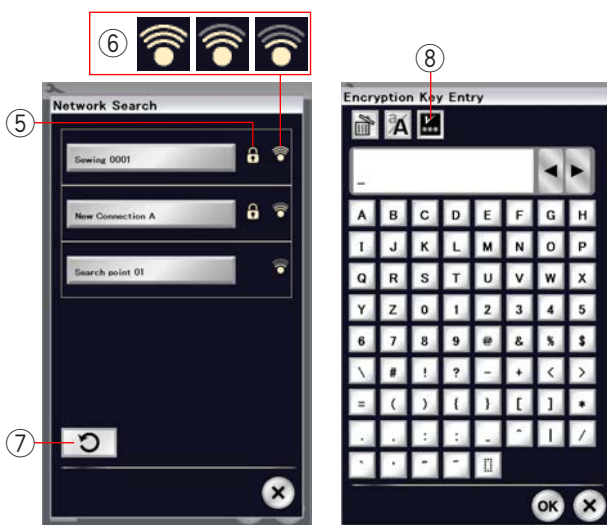 ⑥
⑧
Network Search
⑤
Sewing 0001
New Connection A
Search point 01
⑦
Encryption Key Entry
a/A
_
A B C D E F G H
I J K L M N O P
Q R S T U V W X
Y Z 0 1 2 3 4 5
6 7 8 9 @ & % $
\ # ! ? - + < >
= ( ) { } [ ] *
. , : ; _ ^ | /
` ' " ~
OK